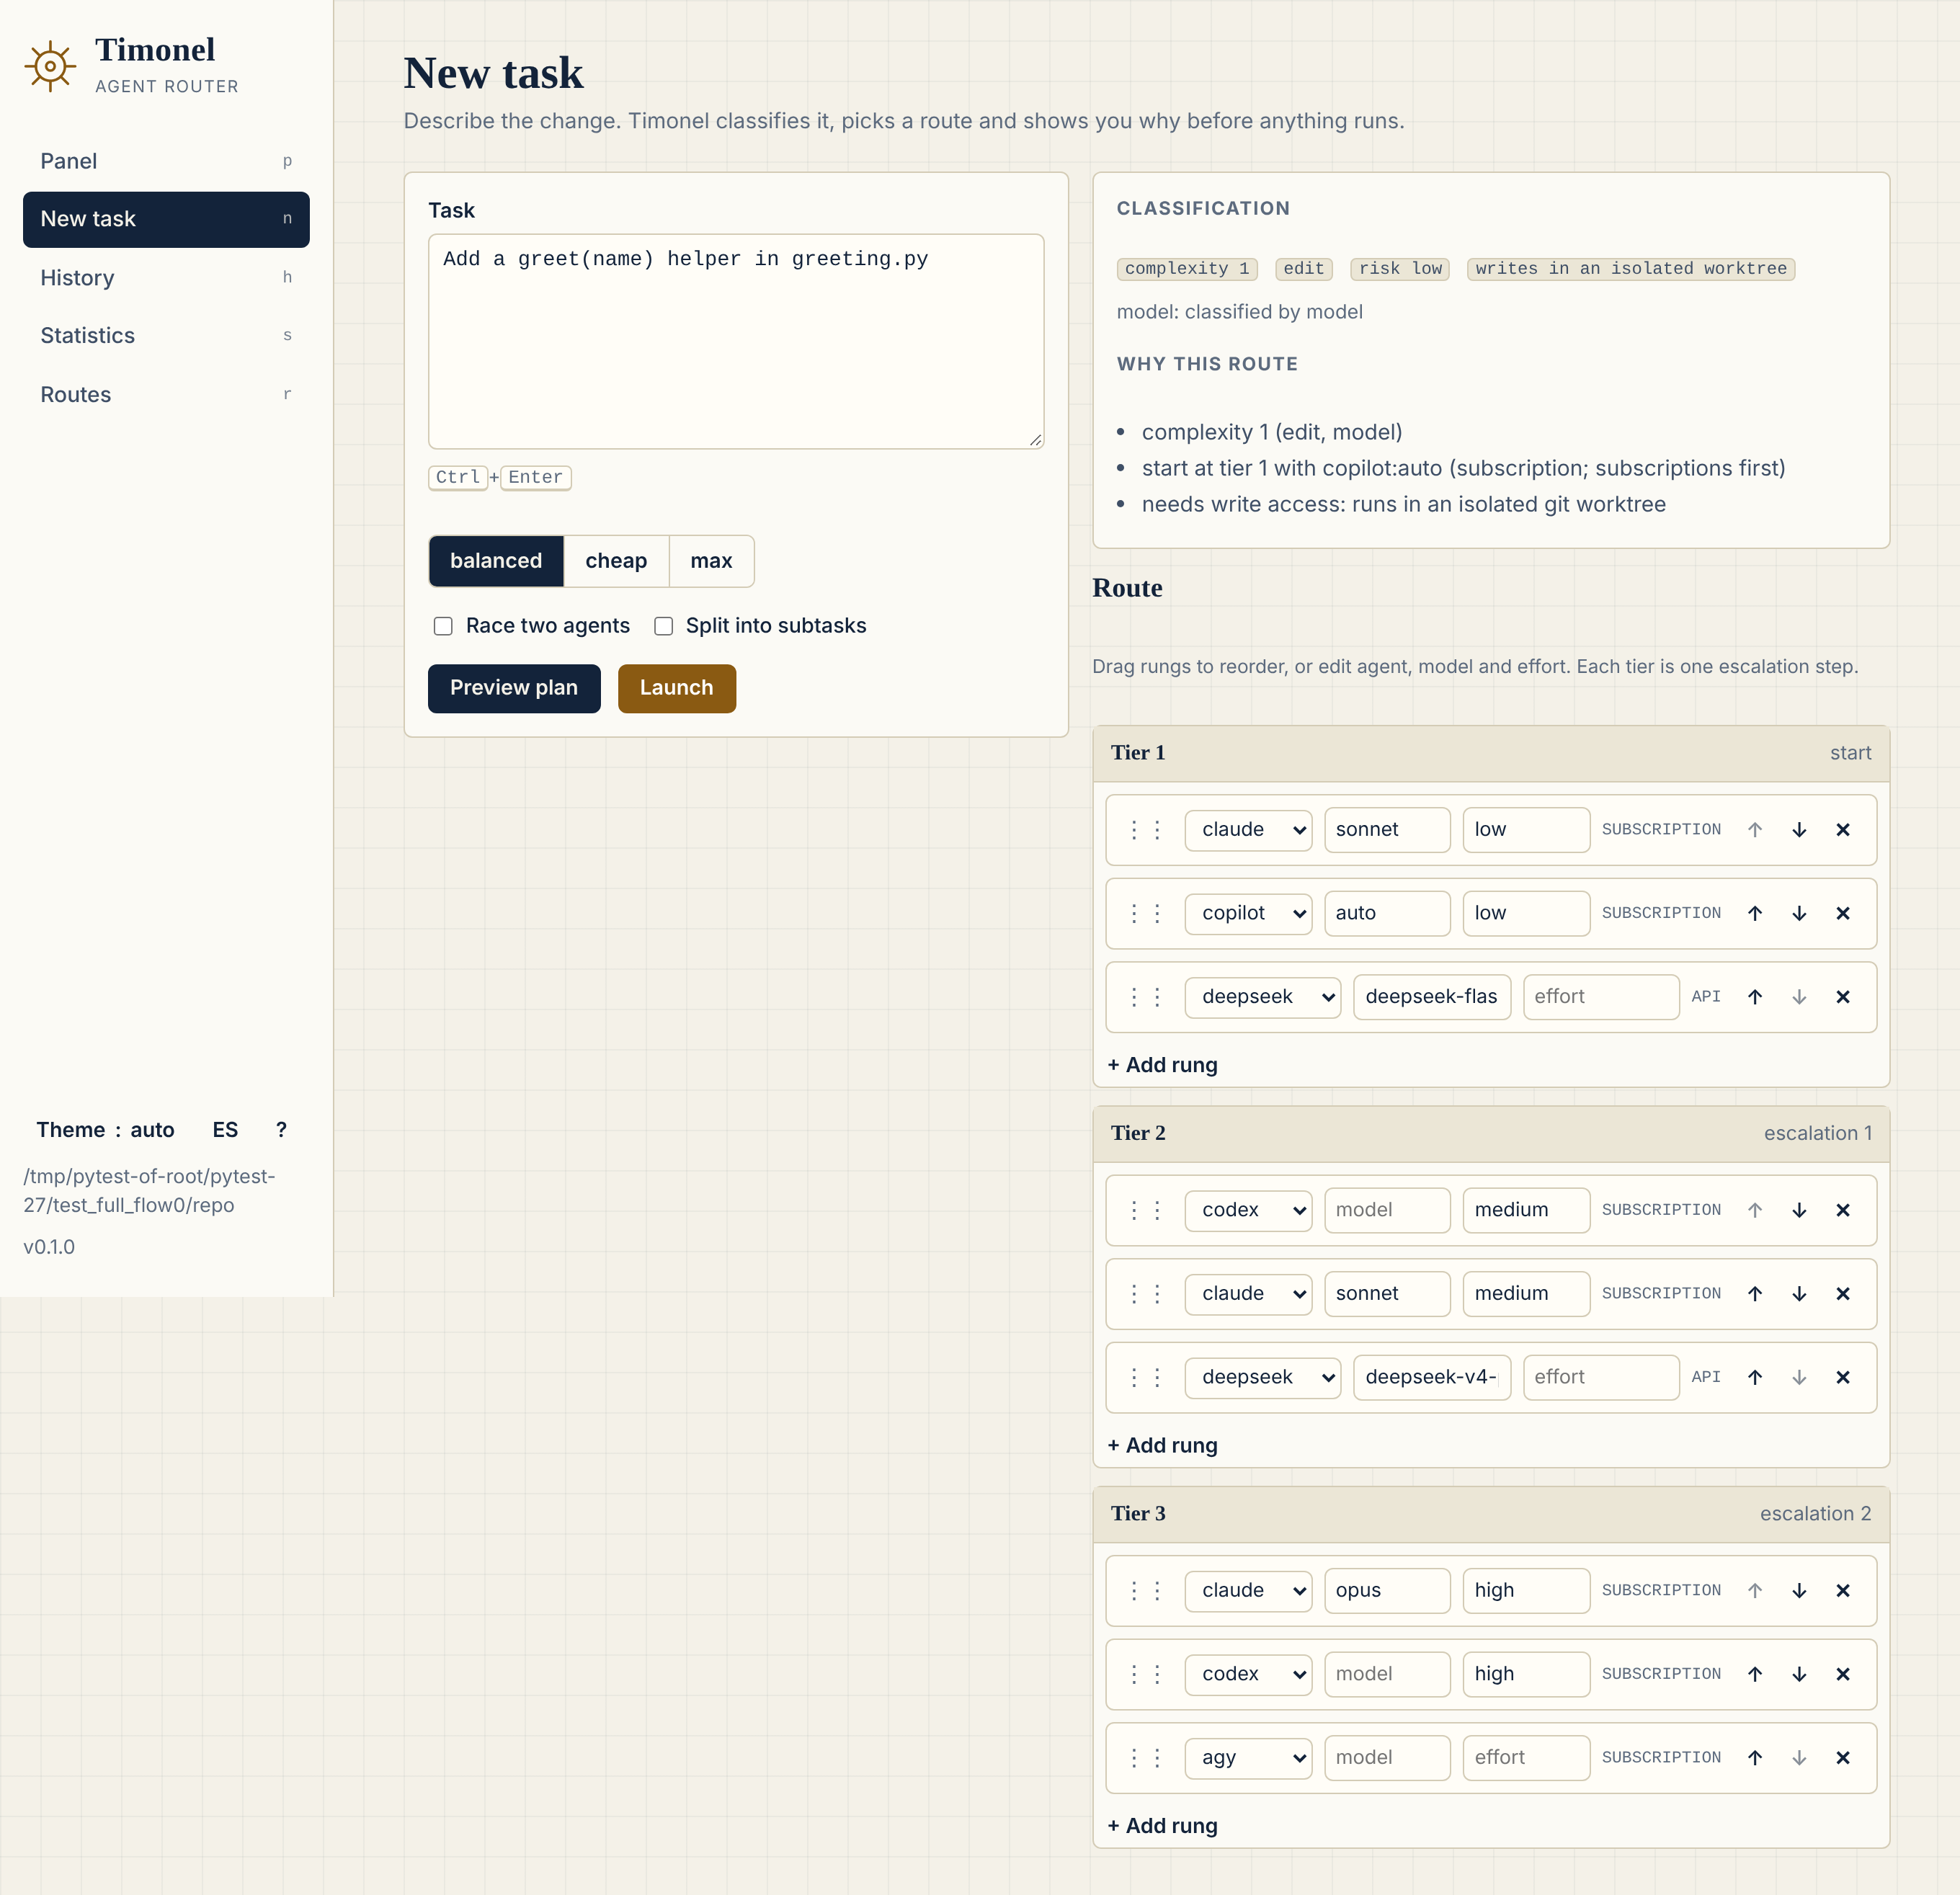 Timonel
AGENT ROUTER
Panel p
New task n
History h
Statistics s
Routes r
Theme : auto ES ?
/tmp/pytest-of-root/pytest-
27/test_full_flow0/repo
v0.1.0
New task
Describe the change. Timonel classifies it, picks a route and shows you why before anything runs.
Task
Add a greet(name) helper in greeting.py
Ctrl+Enter
balanced cheap max
Race two agents Split into subtasks
Preview plan Launch
CLASSIFICATION
complexity 1 edit risk low writes in an isolated worktree
model: classified by model
WHY THIS ROUTE
• complexity 1 (edit, model)
• start at tier 1 with copilot:auto (subscription; subscriptions first)
• needs write access: runs in an isolated git worktree
Route
Drag rungs to reorder, or edit agent, model and effort. Each tier is one escalation step.
Tier 1 start
claude sonnet low SUBSCRIPTION ↑ ↓ ×
copilot auto low SUBSCRIPTION ↑ ↓ ×
deepseek deepseek-flas effort API ↑ ↓ ×
+ Add rung
Tier 2 escalation 1
codex model medium SUBSCRIPTION ↑ ↓ ×
claude sonnet medium SUBSCRIPTION ↑ ↓ ×
deepseek deepseek-v4- effort API ↑ ↓ ×
+ Add rung
Tier 3 escalation 2
claude opus high SUBSCRIPTION ↑ ↓ ×
codex model high SUBSCRIPTION ↑ ↓ ×
agy model effort SUBSCRIPTION ↑ ↓ ×
+ Add rung